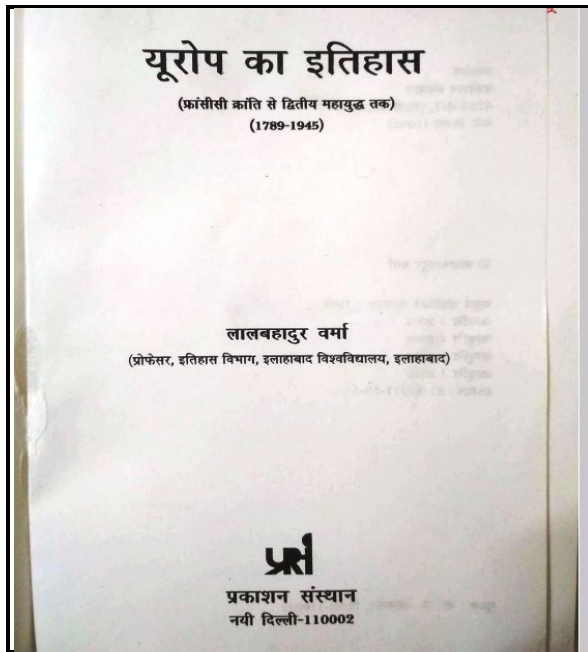 यूरोप का इतिहास
(फ्रांसीसी क्रांति से द्वितीय महायुद्ध तक)
(1789-1945)
लालबहादुर वर्मा
(प्रोफेसर, इतिहास विभाग, इलाहाबाद विश्वविद्यालय, इलाहाबाद)
प्रकाशन संस्थान
नयी दिल्ली-110002